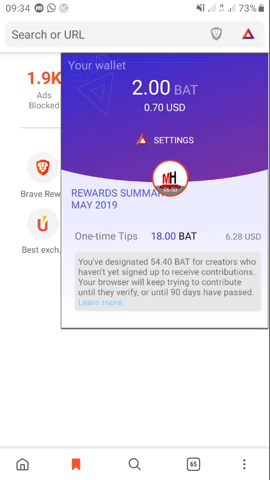 09:34
73%
Search or URL
1.9K
Ads
Blocked
Your wallet
2.00 BAT
0.70 USD
SETTINGS
MH
REWARDS SUMMAR
MAY 2019
Brave Rew
One-time Tips 18.00 BAT 6.28 USD
Best exch.
You've designated 54.40 BAT for creators who
haven't yet signed up to receive contributions.
Your browser will keep trying to contribute
until they verify, or until 90 days have passed.
Learn more.
65